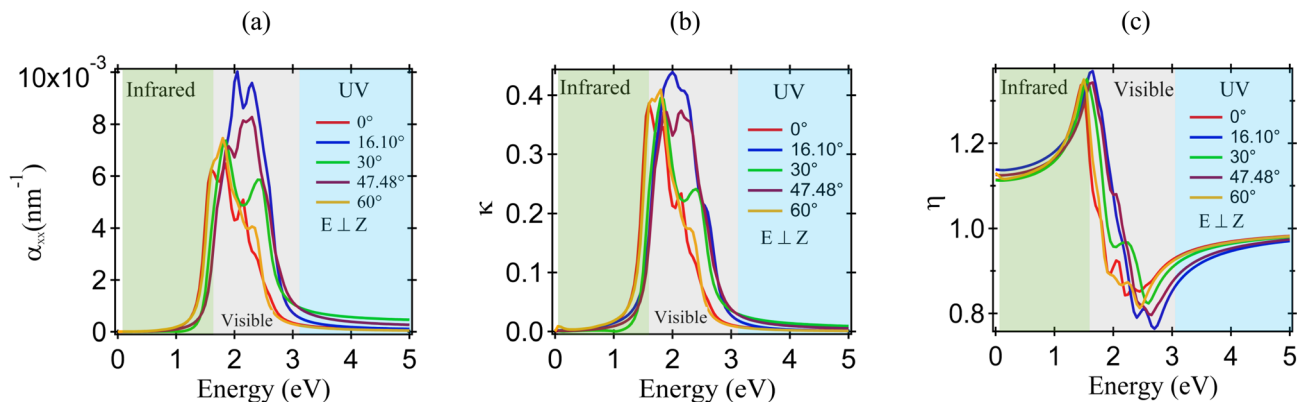 (a)
10x10⁻³
8
6
4
2
0
αₓₓ(nm⁻¹)
Infrared
UV
0°
16.10°
30°
47.48°
60°
E ⊥ Z
Visible
0 1 2 3 4 5
Energy (eV)
(b)
0.4
0.3
0.2
0.1
0.0
κ
Infrared
UV
0°
16.10°
30°
47.48°
60°
E ⊥ Z
Visible
0 1 2 3 4 5
Energy (eV)
(c)
1.2
1.0
0.8
η
Infrared
Visible
UV
0°
16.10°
30°
47.48°
60°
E ⊥ Z
0 1 2 3 4 5
Energy (eV)